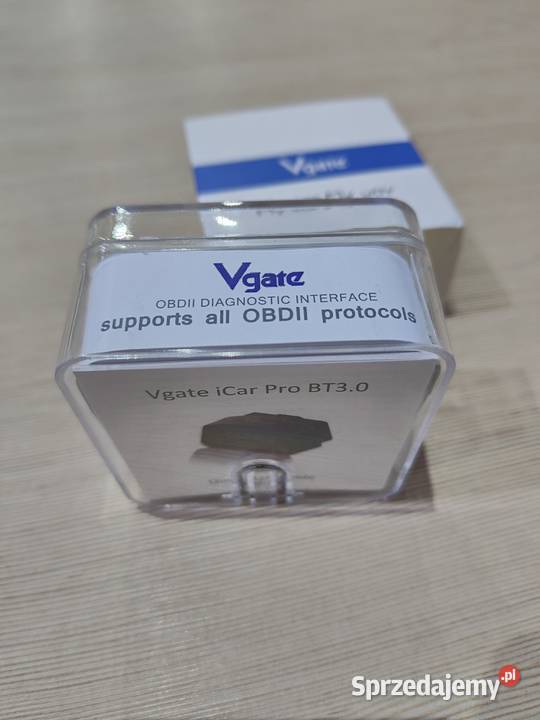 Vgate
Vgate
OBDII DIAGNOSTIC INTERFACE
supports all OBDII protocols
Vgate iCar Pro BT3.0
Sprzedajemy.pl